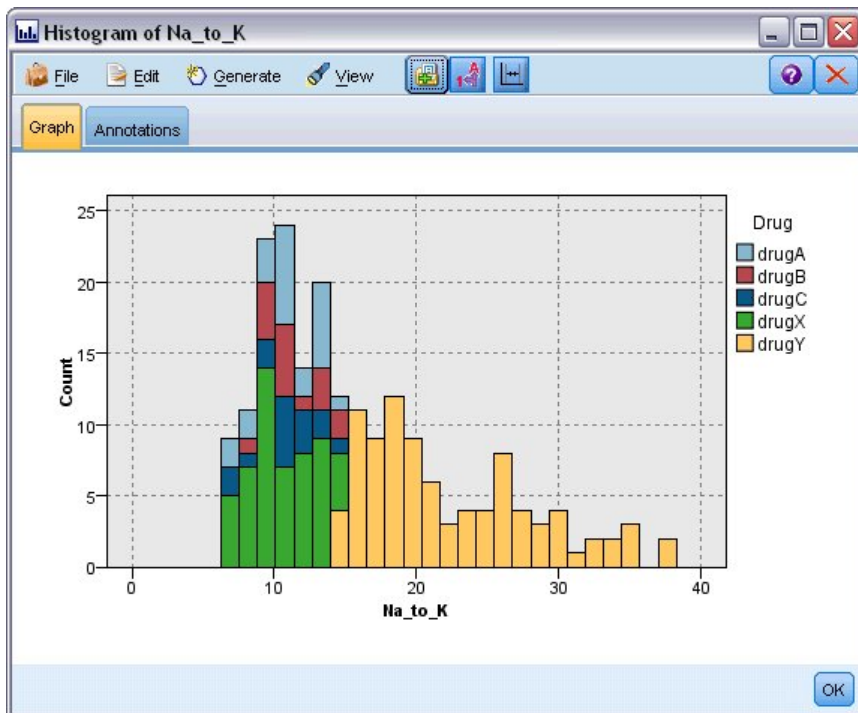 Histogram of Na_to_K
File Edit Generate View
Graph Annotations
Drug
drugA
drugB
drugC
drugX
drugY
25
20
15
10
5
0
Count
0 10 20 30 40
Na_to_K
OK